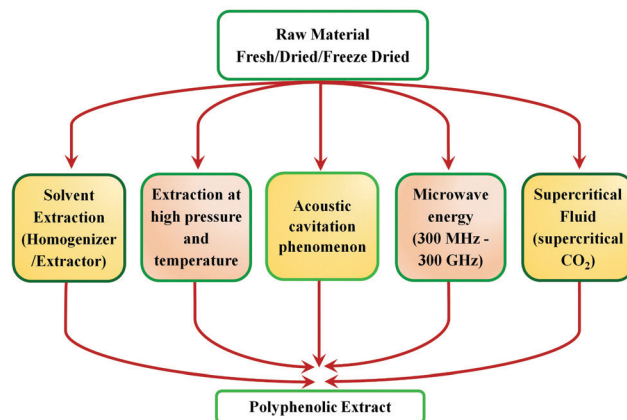 Raw Material
Fresh/Dried/Freeze Dried
Solvent
Extraction
(Homogenizer
/Extractor)
Extraction at
high pressure
and
temperature
Acoustic
cavitation
phenomenon
Microwave
energy
(300 MHz -
300 GHz)
Supercritical
Fluid
(supercritical
CO₂)
Polyphenolic Extract